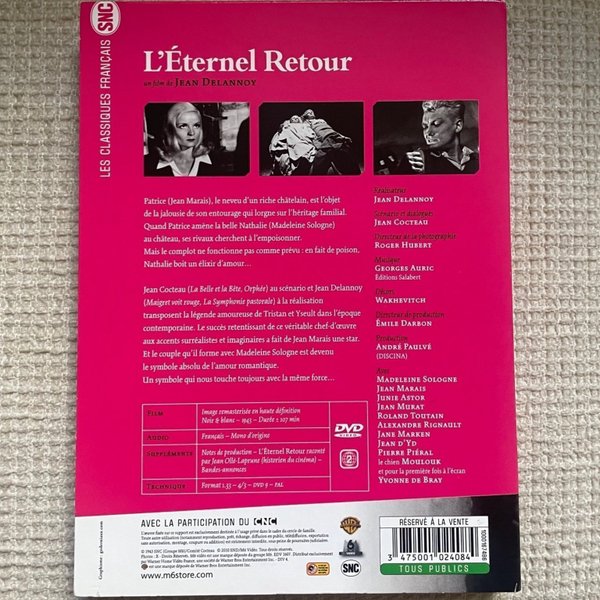 LES CLASSIQUES FRANÇAIS SNC
L'Éternel Retour
un film de JEAN DELANNOY
Patrice (Jean Marais), le neveu d'un riche châtelain, est l'objet
de la jalousie de son entourage qui lorgne sur l'héritage familial.
Quand Patrice amène la belle Nathalie (Madeleine Sologne)
au château, ses rivaux cherchent à l'empoisonner.
Mais le complot ne fonctionne pas comme prévu : en fait de poison,
Nathalie boit un élixir d'amour...
Jean Cocteau (La Belle et la Bête, Orphée) au scénario et Jean Delannoy
(Maigret voit rouge, La Symphonie pastorale) à la réalisation
transposent la légende amoureuse de Tristan et Yseult dans l'époque
contemporaine. Le succès retentissant de ce véritable chef-d'œuvre
aux accents surréalistes et imaginaires a fait de Jean Marais une star.
Et le couple qu'il forme avec Madeleine Sologne est devenu
le symbole absolu de l'amour romantique.
Un symbole qui nous touche toujours avec la même force...
Réalisateur
JEAN DELANNOY
Scénario et dialogues
JEAN COCTEAU
Directeur de la photographie
ROGER HUBERT
Musique
GEORGES AURIC
Éditions Salabert
Décors
WAKHEVITCH
Directeur de production
ÉMILE DARBON
Production
ANDRÉ PAULVÉ
(DISCINA)
Avec
MADELEINE SOLOGNE
JEAN MARAIS
JUNIE ASTOR
JEAN MURAT
ROLAND TOUTAIN
ALEXANDRE RIGNAULT
JANE MARKEN
JEAN D'YD
PIERRE PIÉRAL
le chien MOULOUK
et pour la première fois à l'écran
YVONNE DE BRAY
FILM
Image remasterisée en haute définition
Noir & blanc – 1943 – Durée ± 107 min
AUDIO
Français – Mono d'origine
SUPPLÉMENTS
Notes de production – L'Éternel Retour raconté
par Jean Ollé-Laprune (historien du cinéma) –
Bandes-annonces
TECHNIQUE
Format 1.33 – 4/3 – DVD 9 – PAL
DVD
VIDEO
2
AVEC LA PARTICIPATION DU CNC
www.m6store.com
6
SNC
RÉSERVÉ À LA VENTE
3 475001 024084
TOUS PUBLICS